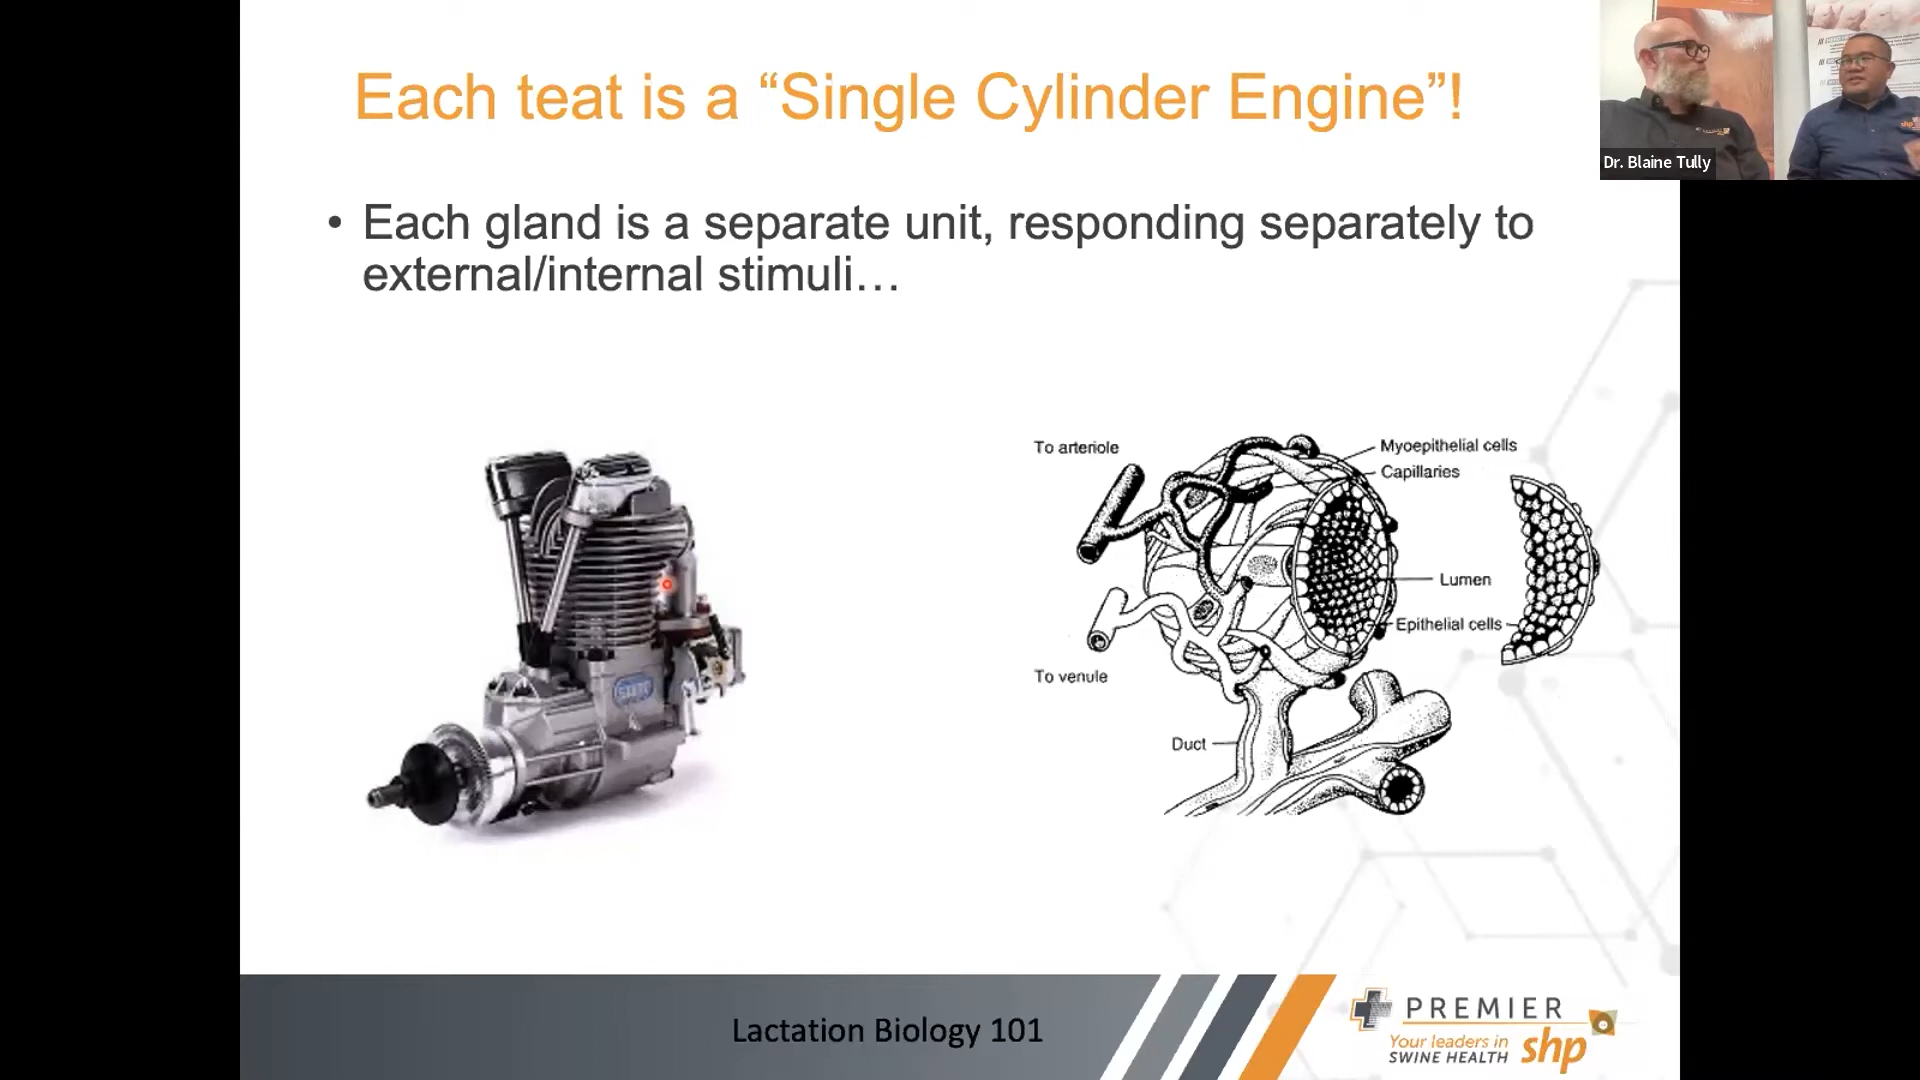 Each teat is a “Single Cylinder Engine”!
Dr. Blaine Tully
• Each gland is a separate unit, responding separately to
external/internal stimuli…
To arteriole
Myoepithelial cells
Capillaries
Lumen
Epithelial cells
To venule
Duct
Lactation Biology 101
PREMIER
Your leaders in
SWINE HEALTH
shp